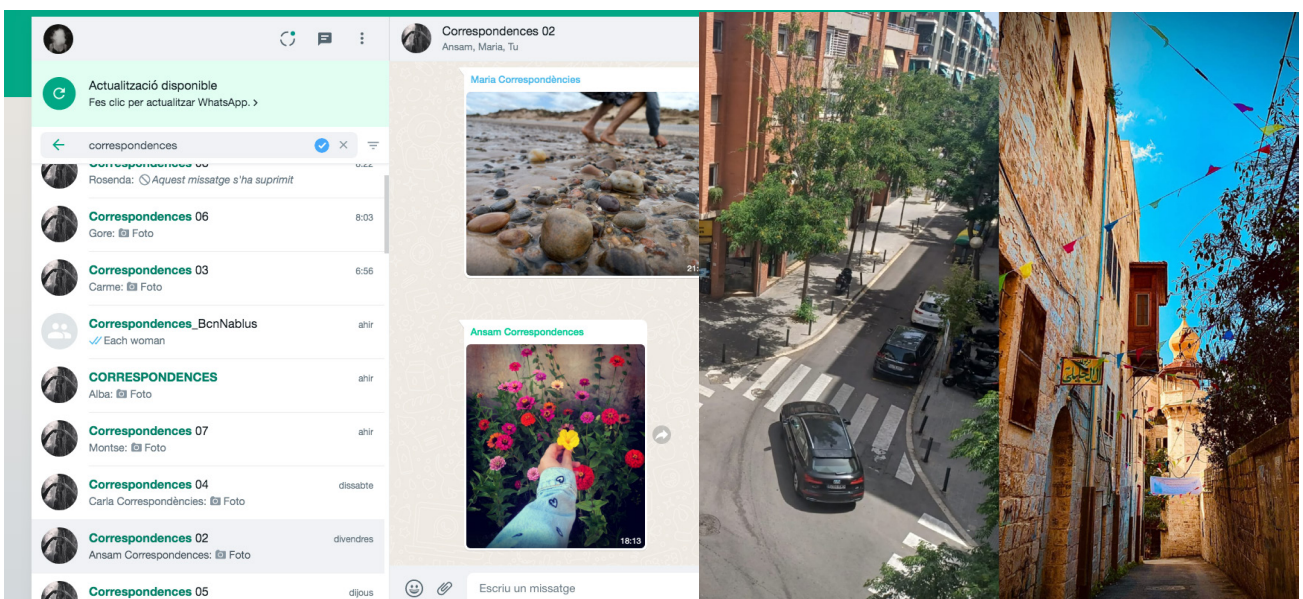 Actualització disponible
Fes clic per actualitzar WhatsApp. >
correspondences
Rosenda: Aquest missatge s'ha suprimit
8:22
Correspondences 06
8:03
Gore: Foto
Correspondences 03
6:56
Carme: Foto
Correspondences_BcnNablus
ahir
Each woman
CORRESPONDENCES
ahir
Alba: Foto
Correspondences 07
ahir
Montse: Foto
Correspondences 04
dissabte
Carla Correspondències: Foto
Correspondences 02
divendres
Ansam Correspondences: Foto
Correspondences 05
dijous
Correspondences 02
Ansam, Maria, Tu
Maria Correspondències
21:
Ansam Correspondences
18:13
Escriu un missatge